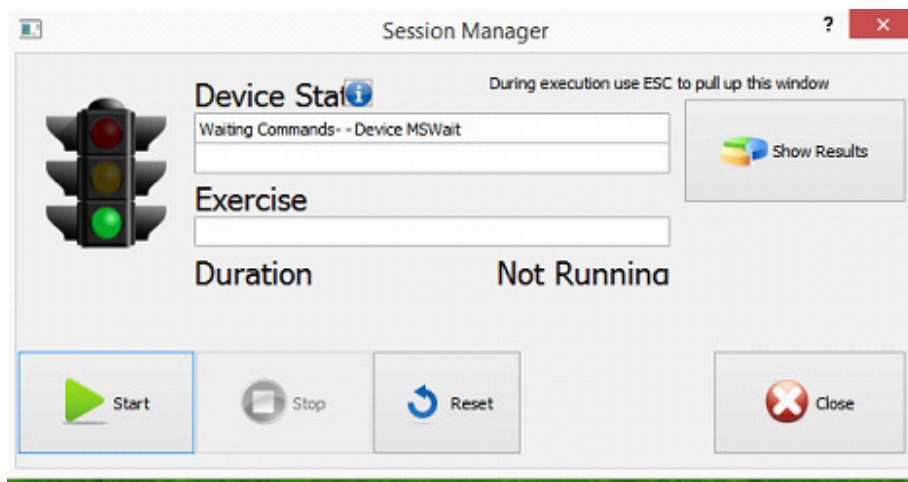 Session Manager
?
During execution use ESC to pull up this window
Device Stat
Waiting Commands- - Device MSWait
Show Results
Exercise
Duration Not Running
Start
Stop
Reset
Close